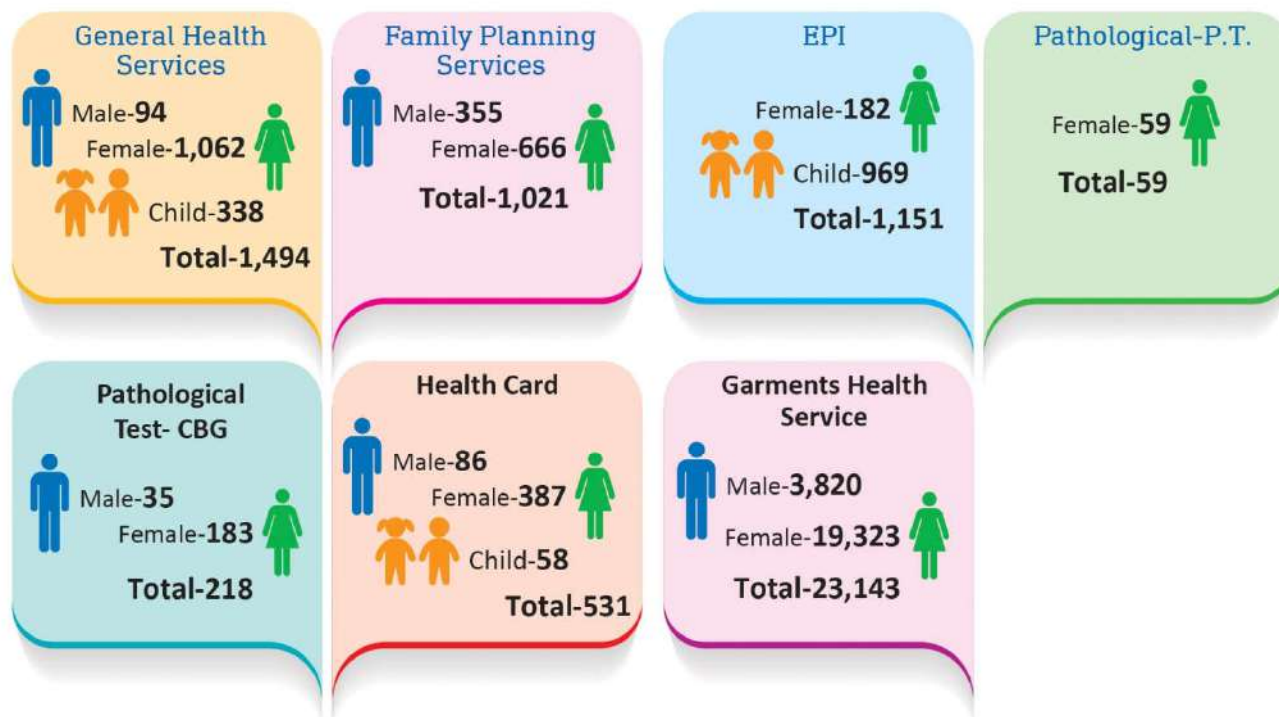 General Health
Services
Male-94
Female-1,062
Child-338
Total-1,494
Family Planning
Services
Male-355
Female-666
Total-1,021
EPI
Female-182
Child-969
Total-1,151
Pathological-P.T.
Female-59
Total-59
Pathological
Test- CBG
Male-35
Female-183
Total-218
Health Card
Male-86
Female-387
Child-58
Total-531
Garments Health
Service
Male-3,820
Female-19,323
Total-23,143